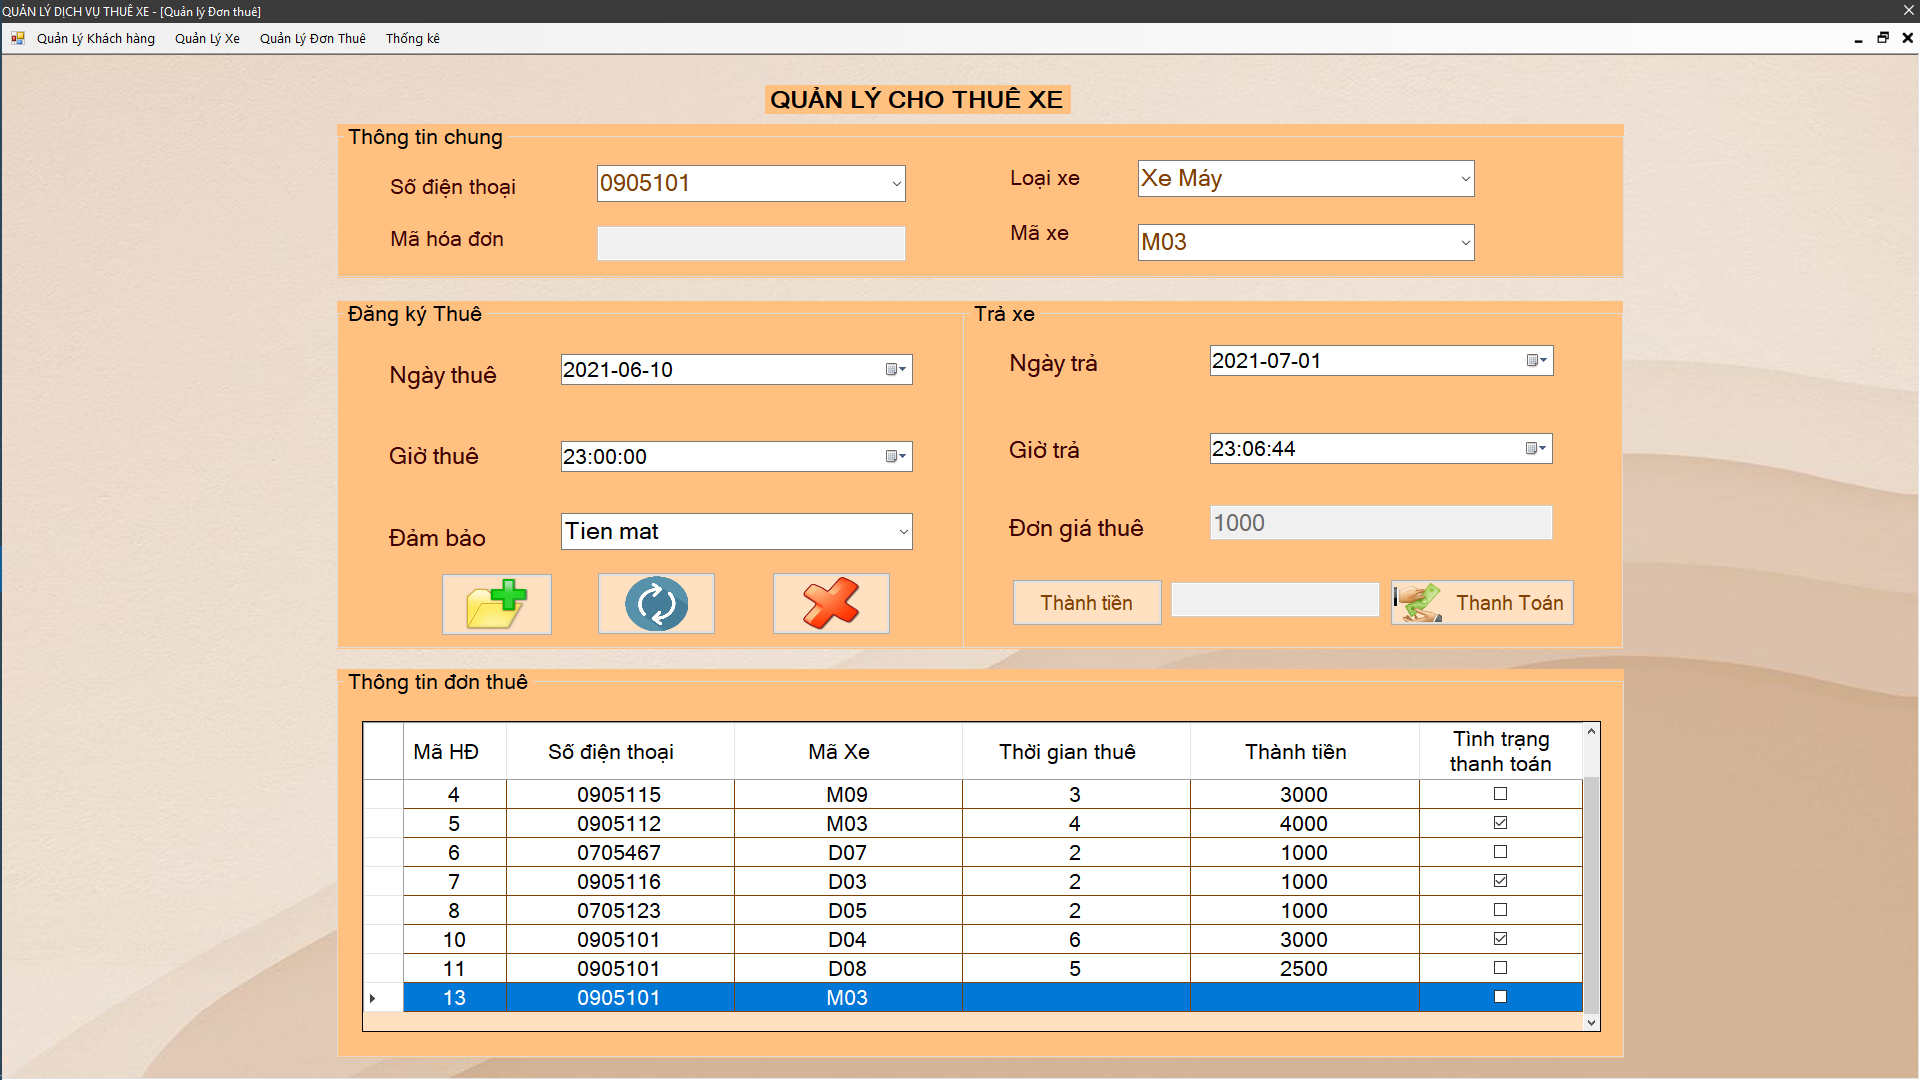 QUẢN LÝ DỊCH VỤ THUÊ XE - [Quản lý Đơn thuê]
Quản Lý Khách hàng Quản Lý Xe Quản Lý Đơn Thuê Thống kê
QUẢN LÝ CHO THUÊ XE
Thông tin chung
Số điện thoại 0905101 Loại xe Xe Máy
Mã hóa đơn Mã xe M03
Đăng ký Thuê
Ngày thuê 2021-06-10
Giờ thuê 23:00:00
Đảm bảo Tien mat
Trả xe
Ngày trả 2021-07-01
Giờ trả 23:06:44
Đơn giá thuê 1000
Thành tiền Thanh Toán
Thông tin đơn thuê
Mã HĐ Số điện thoại Mã Xe Thời gian thuê Thành tiền Tình trạng
thanh toán
4 0905115 M09 3 3000
5 0905112 M03 4 4000
6 0705467 D07 2 1000
7 0905116 D03 2 1000
8 0705123 D05 2 1000
10 0905101 D04 6 3000
11 0905101 D08 5 2500
13 0905101 M03